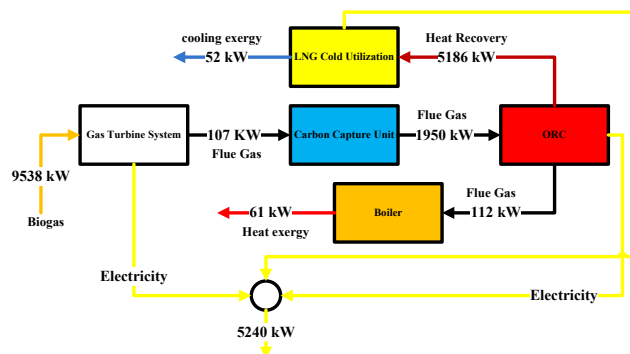 cooling exergy
52 kW
LNG Cold Utilization
Heat Recovery
5186 kW
Gas Turbine System
107 KW
Flue Gas
Carbon Capture Unit
Flue Gas
1950 kW
ORC
9538 kW
Biogas
61 kW
Heat exergy
Boiler
Flue Gas
112 kW
Electricity
Electricity
5240 kW